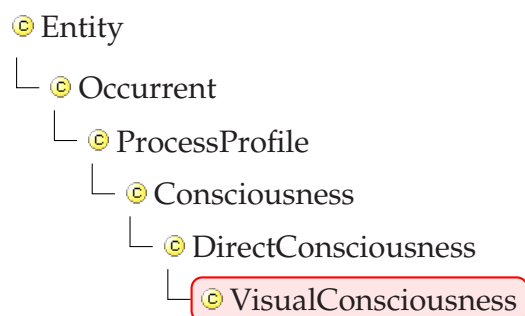 Entity
Occurrent
ProcessProfile
Consciousness
DirectConsciousness
VisualConsciousness